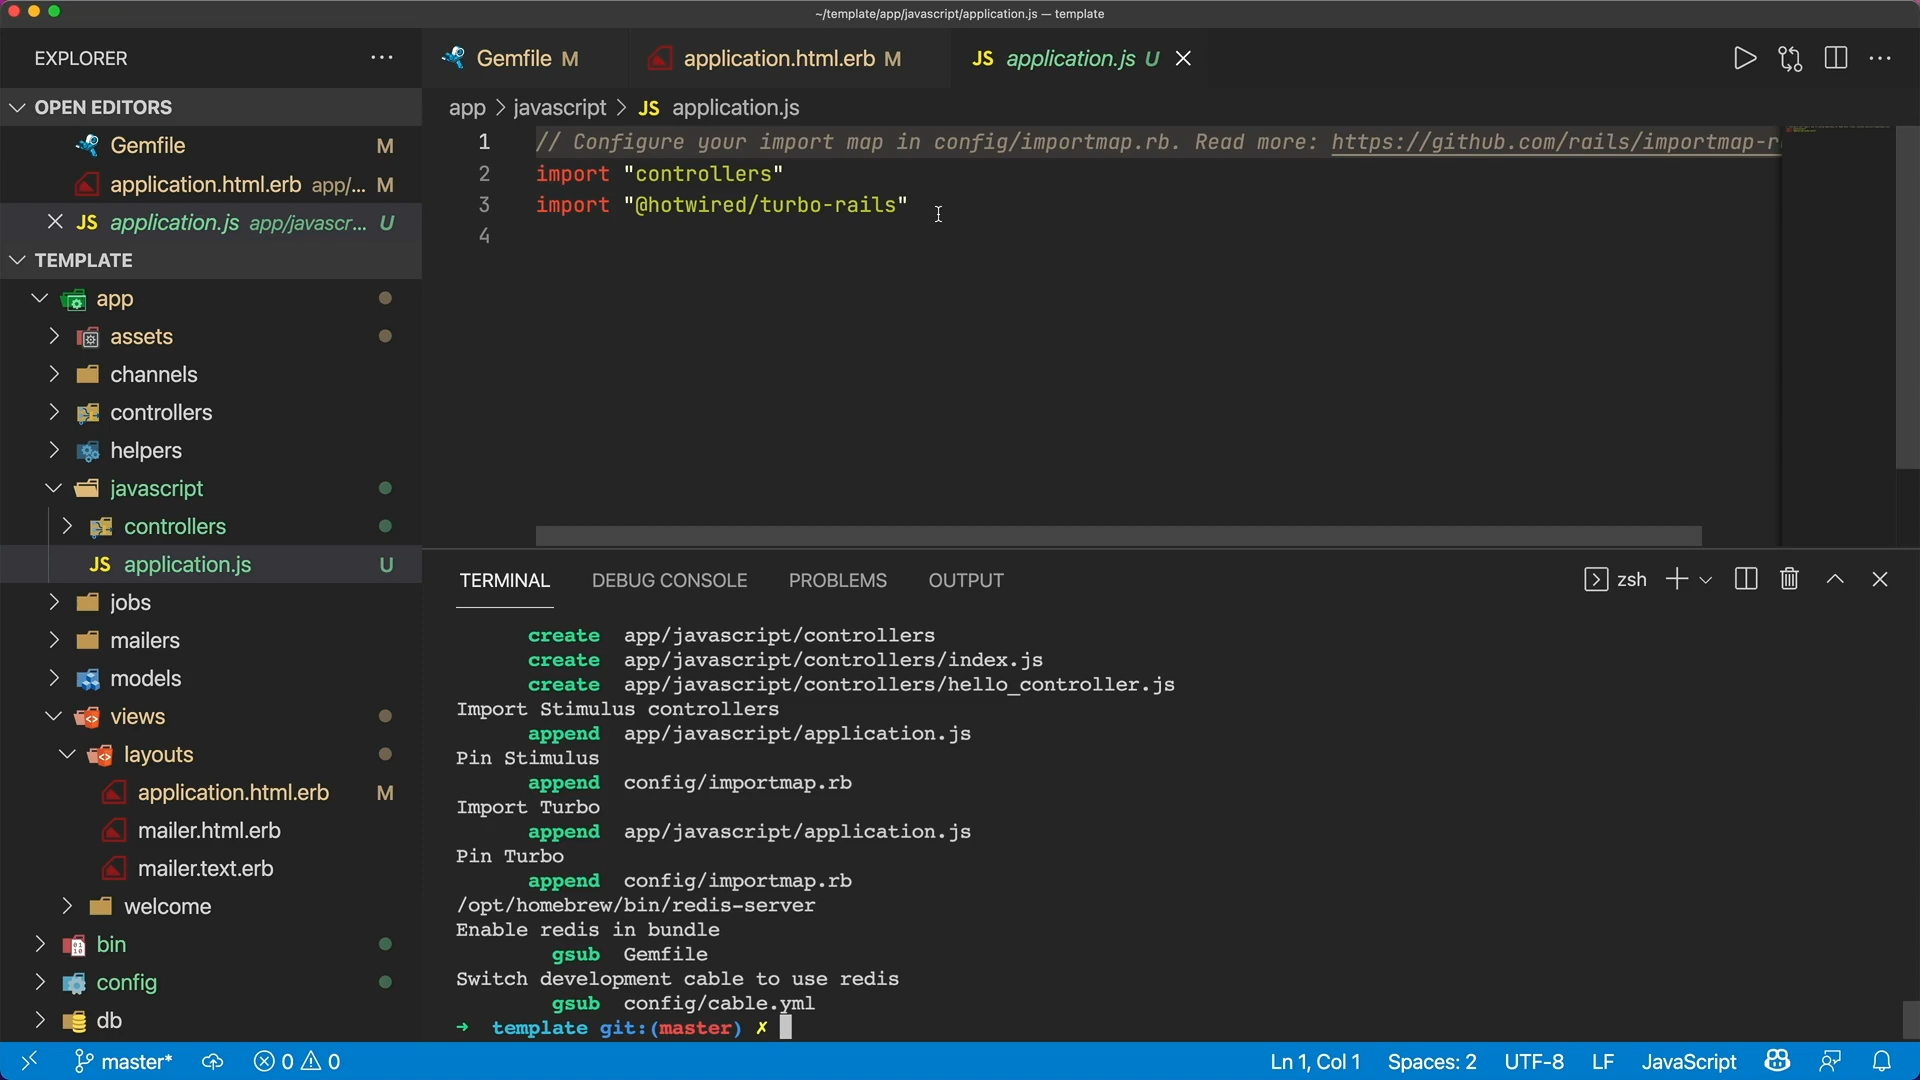 ~/template/app/javascript/application.js — template
EXPLORER
OPEN EDITORS
Gemfile M
application.html.erb app/... M
JS application.js app/javascr... U
TEMPLATE
app
assets
channels
controllers
helpers
javascript
controllers
JS application.js U
jobs
mailers
models
views
layouts
application.html.erb M
mailer.html.erb
mailer.text.erb
welcome
bin
config
db
Gemfile M
application.html.erb M
JS application.js U
app > javascript > JS application.js
1 // Configure your import map in config/importmap.rb. Read more: https://github.com/rails/importmap-r
2 import "controllers"
3 import "@hotwired/turbo-rails"
4
TERMINAL DEBUG CONSOLE PROBLEMS OUTPUT
zsh
create app/javascript/controllers
create app/javascript/controllers/index.js
create app/javascript/controllers/hello_controller.js
Import Stimulus controllers
append app/javascript/application.js
Pin Stimulus
append config/importmap.rb
Import Turbo
append app/javascript/application.js
Pin Turbo
append config/importmap.rb
/opt/homebrew/bin/redis-server
Enable redis in bundle
gsub Gemfile
Switch development cable to use redis
gsub config/cable.yml
➜ template git:(master) ✗
master* 0 0 Ln 1, Col 1 Spaces: 2 UTF-8 LF JavaScript